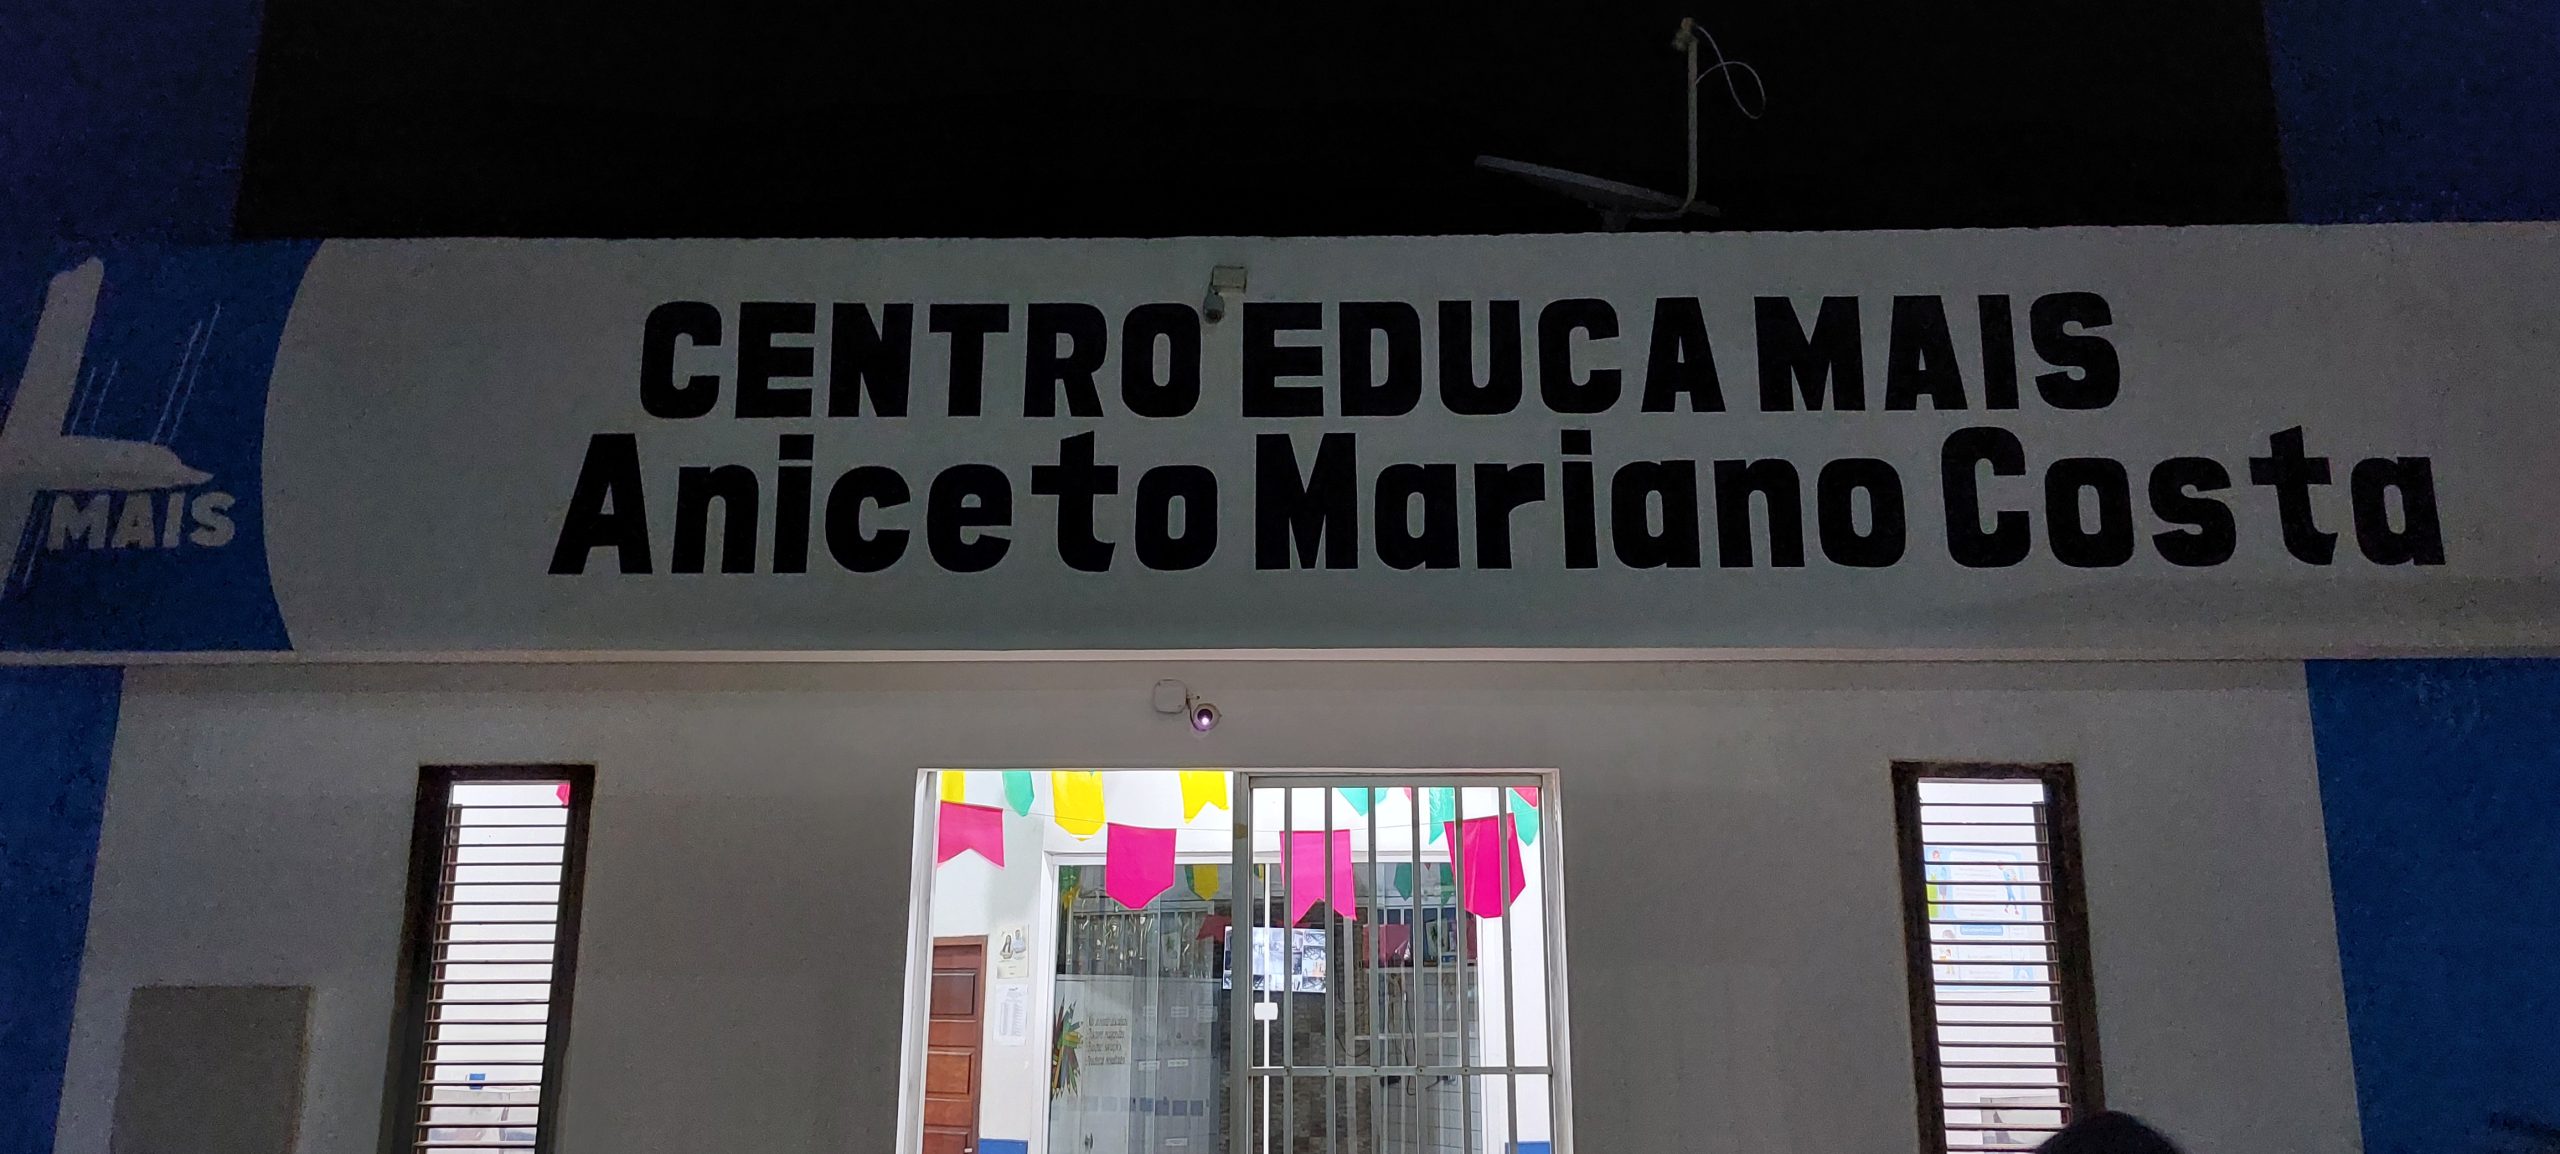 CENTRO EDUCA MAIS
Aniceto Mariano Costa
MAIS